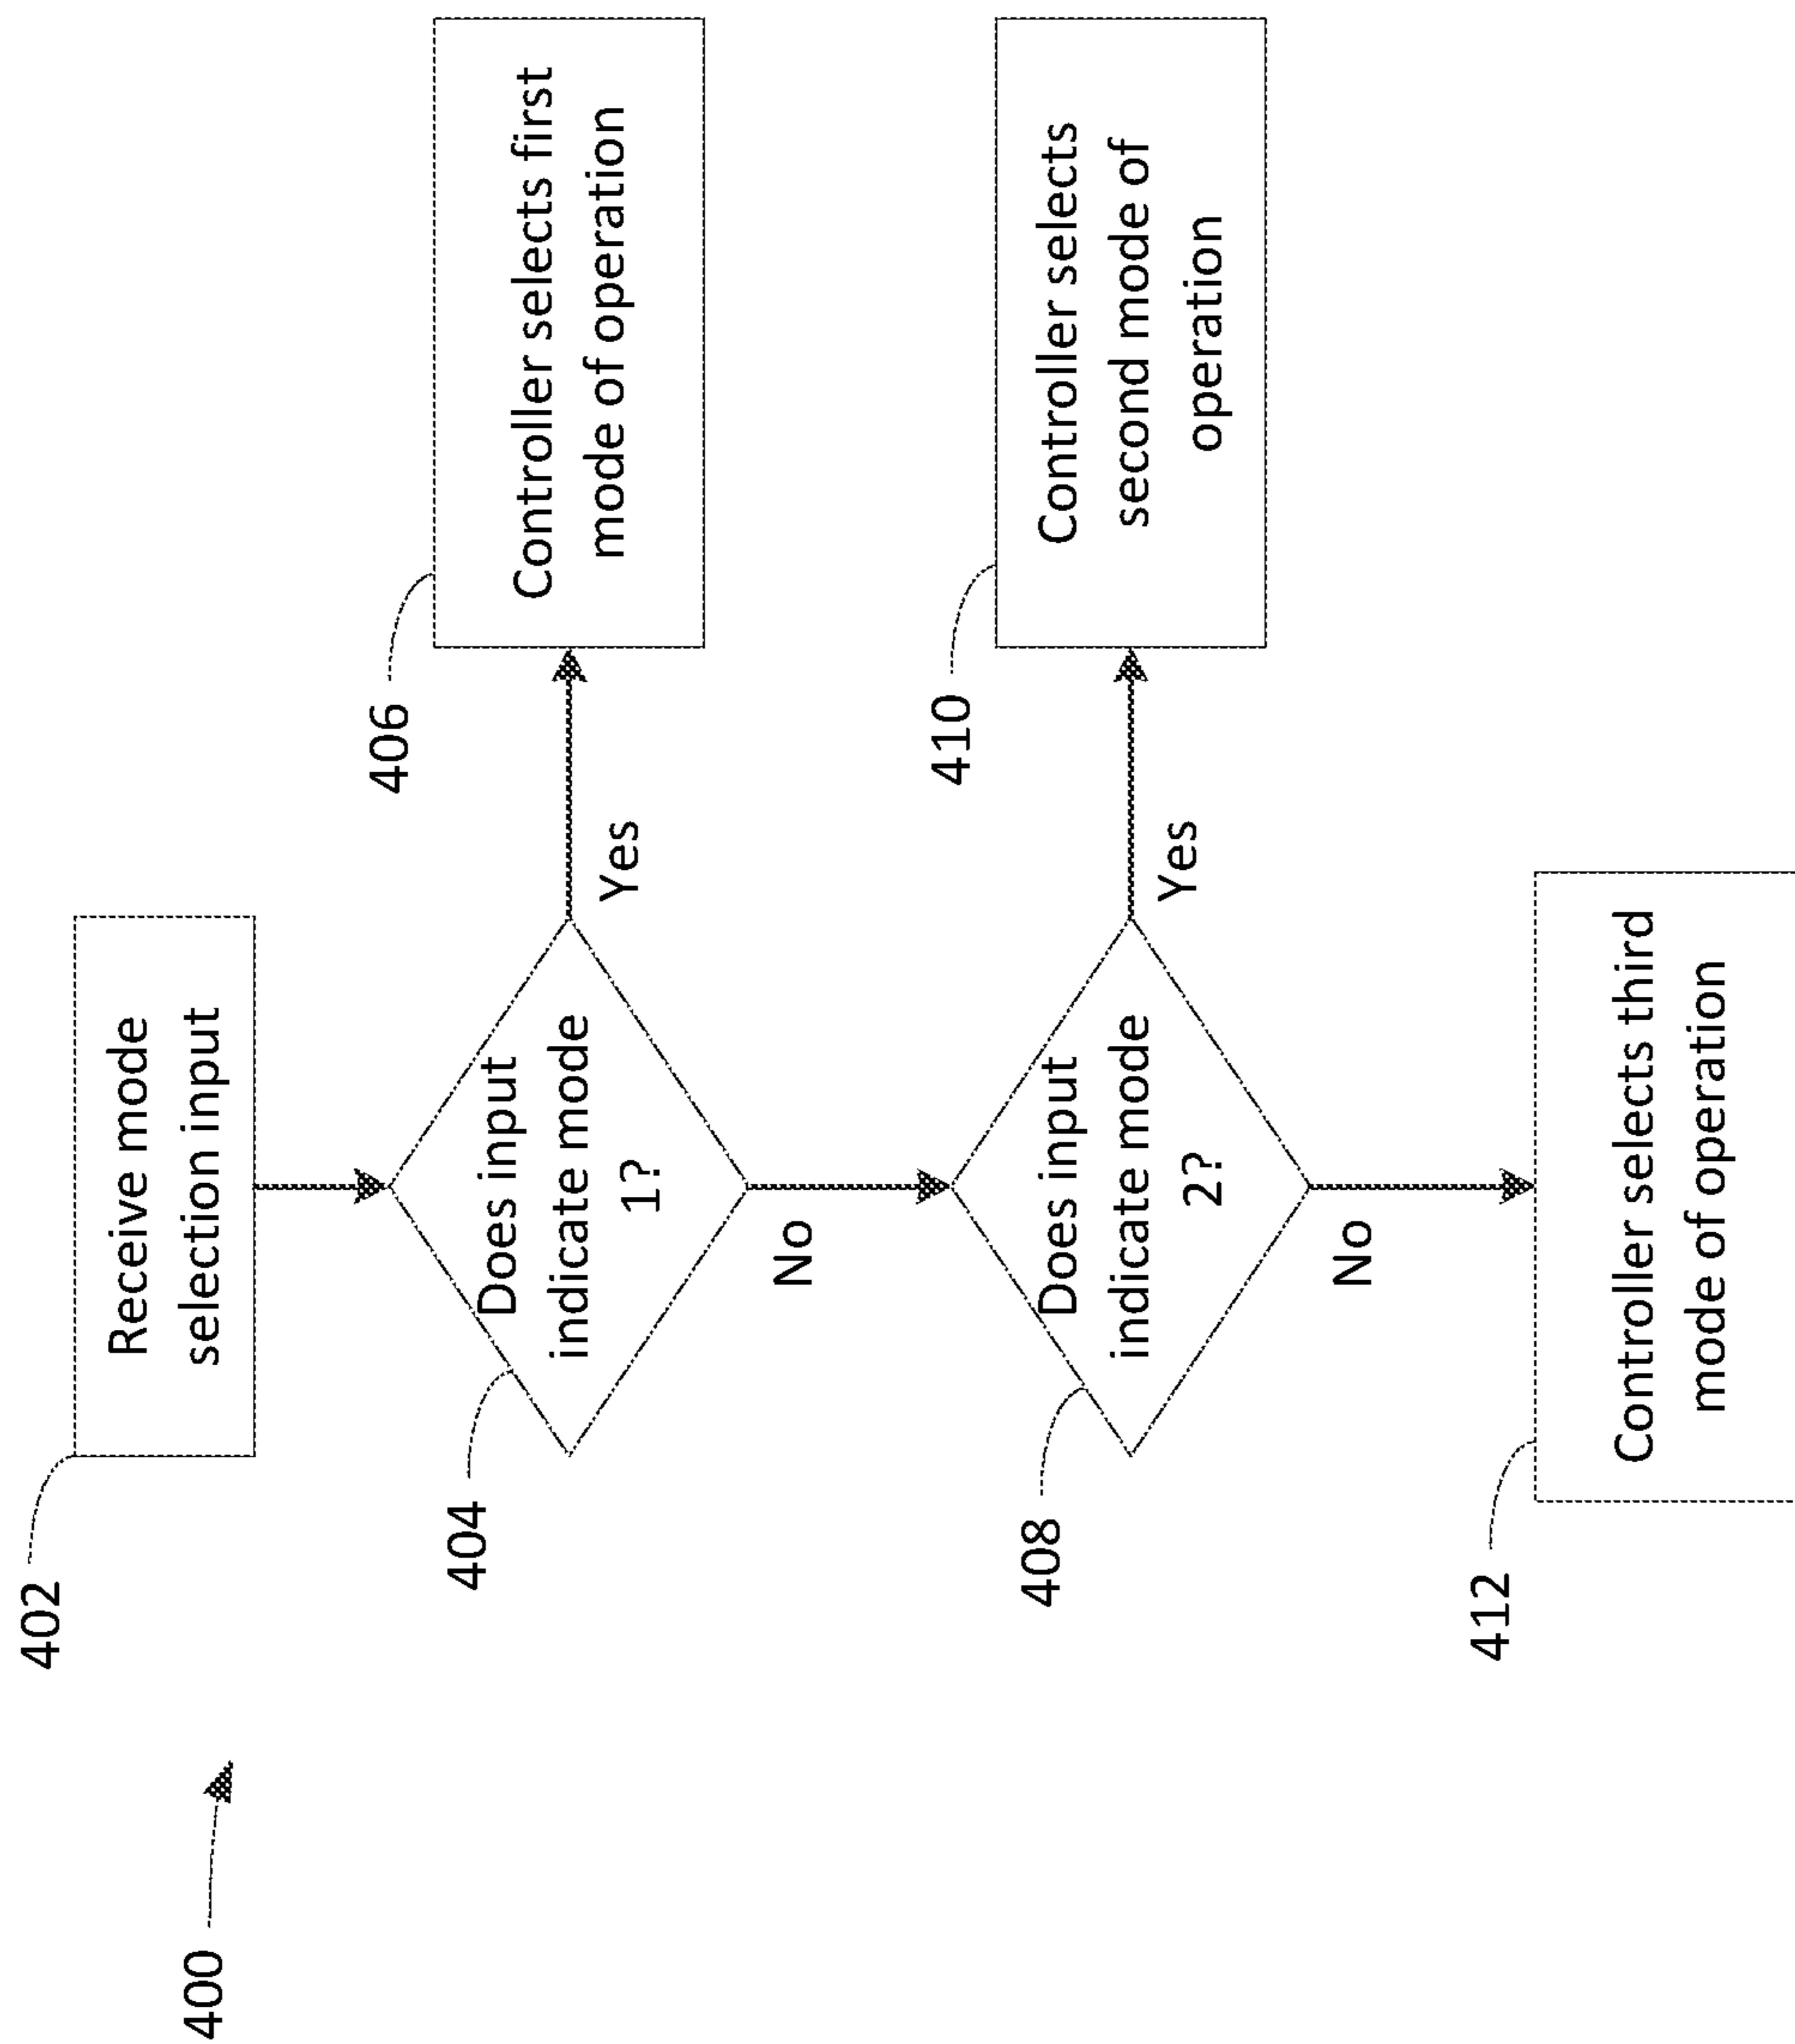 400
402
Receive mode
selection input
404
Does input
indicate mode
1?
Yes
406
Controller selects first
mode of operation
No
408
Does input
indicate mode
2?
Yes
410
Controller selects
second mode of
operation
No
412
Controller selects third
mode of operation